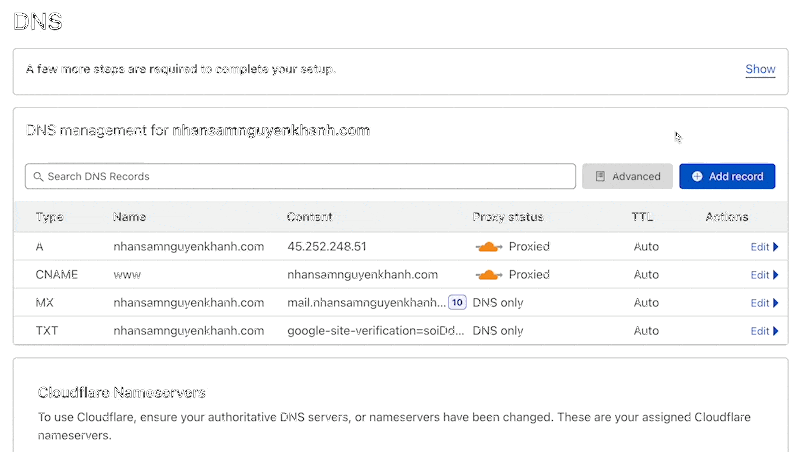 DNS
A few more steps are required to complete your setup.
Show
DNS management for nhansamnguyenkhanh.com
Search DNS Records
Advanced
Add record
Type Name Content Proxy status TTL Actions
A nhansamnguyenkhanh.com 45.252.248.51 Proxied Auto Edit
CNAME www nhansamnguyenkhanh.com Proxied Auto Edit
MX nhansamnguyenkhanh.com mail.nhansamnguyenkhanh... 10 DNS only Auto Edit
TXT nhansamnguyenkhanh.com google-site-verification=soiDd... DNS only Auto Edit
Cloudflare Nameservers
To use Cloudflare, ensure your authoritative DNS servers, or nameservers have been changed. These are your assigned Cloudflare
nameservers.